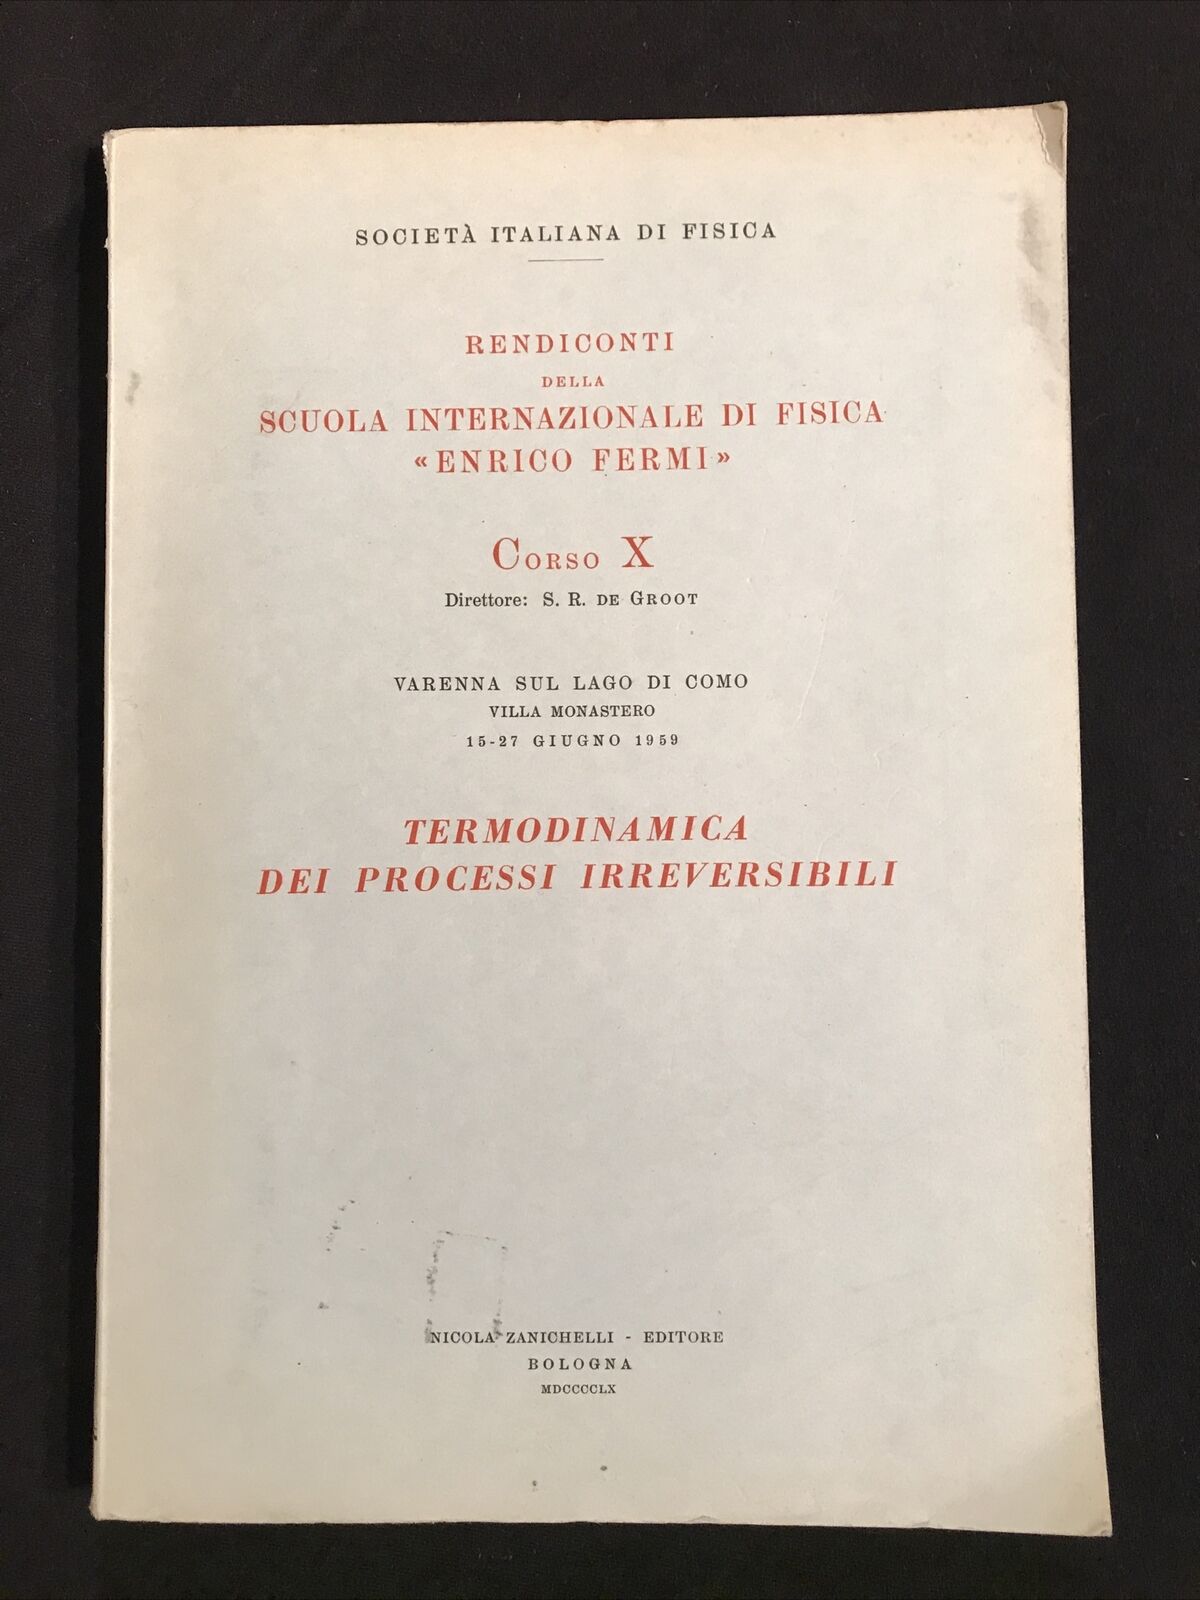 SOCIETÀ ITALIANA DI FISICA
RENDICONTI
DELLA
SCUOLA INTERNAZIONALE DI FISICA
« ENRICO FERMI »
CORSO X
Direttore: S. R. DE GROOT
VARENNA SUL LAGO DI COMO
VILLA MONASTERO
15-27 GIUGNO 1959
TERMODINAMICA
DEI PROCESSI IRREVERSIBILI
NICOLA ZANICHELLI - EDITORE
BOLOGNA
MDCCCCLX